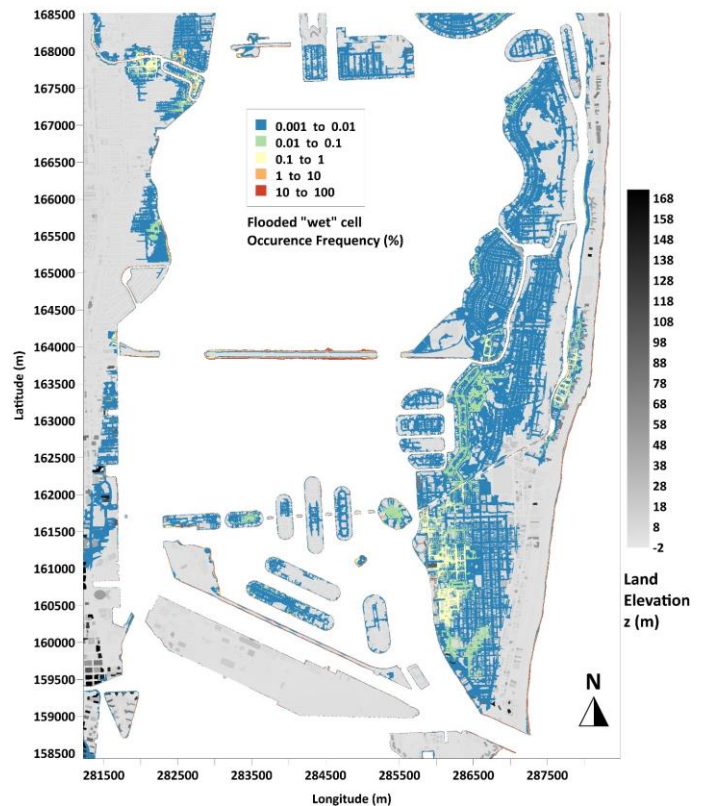 168500
168000
167500
167000
166500
166000
165500
165000
164500
164000
163500
163000
162500
162000
161500
161000
160500
160000
159500
159000
158500
Latitude (m)
0.001 to 0.01
0.01 to 0.1
0.1 to 1
1 to 10
10 to 100
Flooded "wet" cell
Occurence Frequency (%)
168
158
148
138
128
118
108
98
88
78
68
58
48
38
28
18
8
-2
Land
Elevation
z (m)
N
281500 282500 283500 284500 285500 286500 287500
Longitude (m)